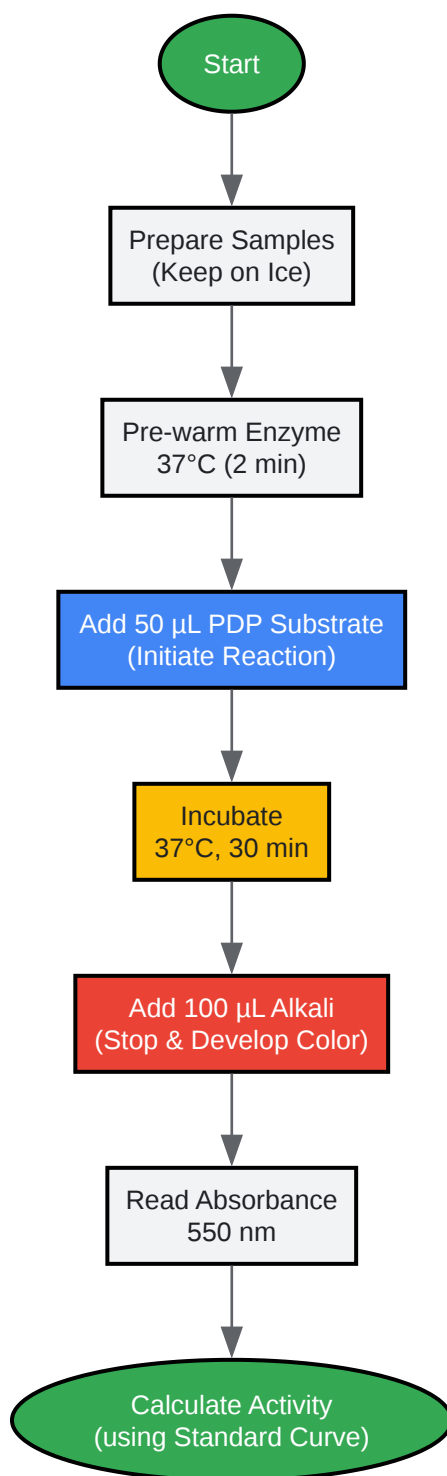 Start
Prepare Samples
(Keep on Ice)
Pre-warm Enzyme
37°C (2 min)
Add 50 µL PDP Substrate
(Initiate Reaction)
Incubate
37°C, 30 min
Add 100 µL Alkali
(Stop & Develop Color)
Read Absorbance
550 nm
Calculate Activity
(using Standard Curve)